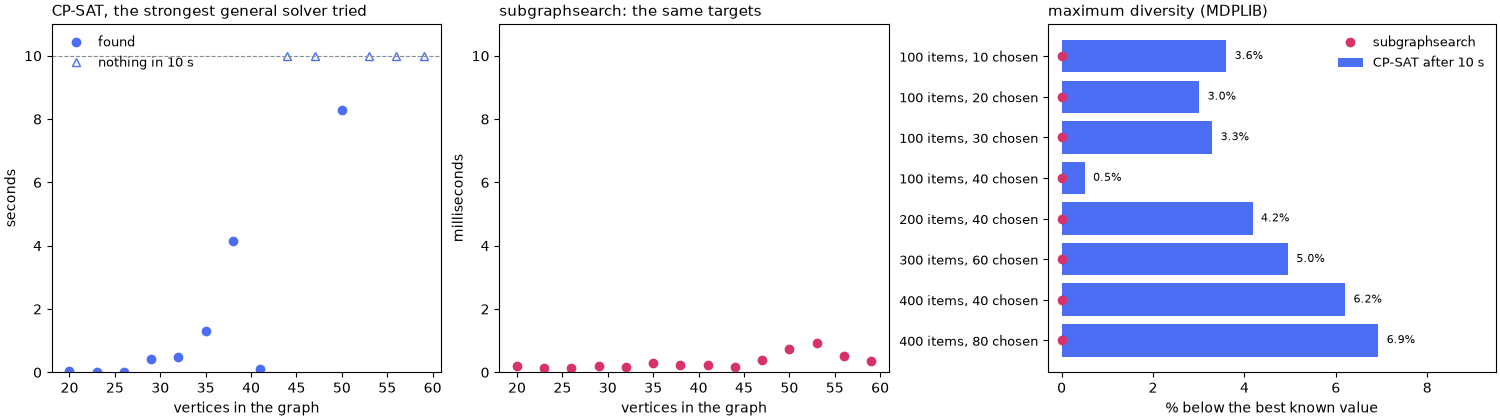 CP-SAT, the strongest general solver tried
found
nothing in 10 s
seconds
10
8
6
4
2
0
20 25 30 35 40 45 50 55 60
vertices in the graph
subgraphsearch: the same targets
milliseconds
10
8
6
4
2
0
20 25 30 35 40 45 50 55 60
vertices in the graph
maximum diversity (MDPLIB)
subgraphsearch
CP-SAT after 10 s
100 items, 10 chosen 3.6%
100 items, 20 chosen 3.0%
100 items, 30 chosen 3.3%
100 items, 40 chosen 0.5%
200 items, 40 chosen 4.2%
300 items, 60 chosen 5.0%
400 items, 40 chosen 6.2%
400 items, 80 chosen 6.9%
0 2 4 6 8
% below the best known value